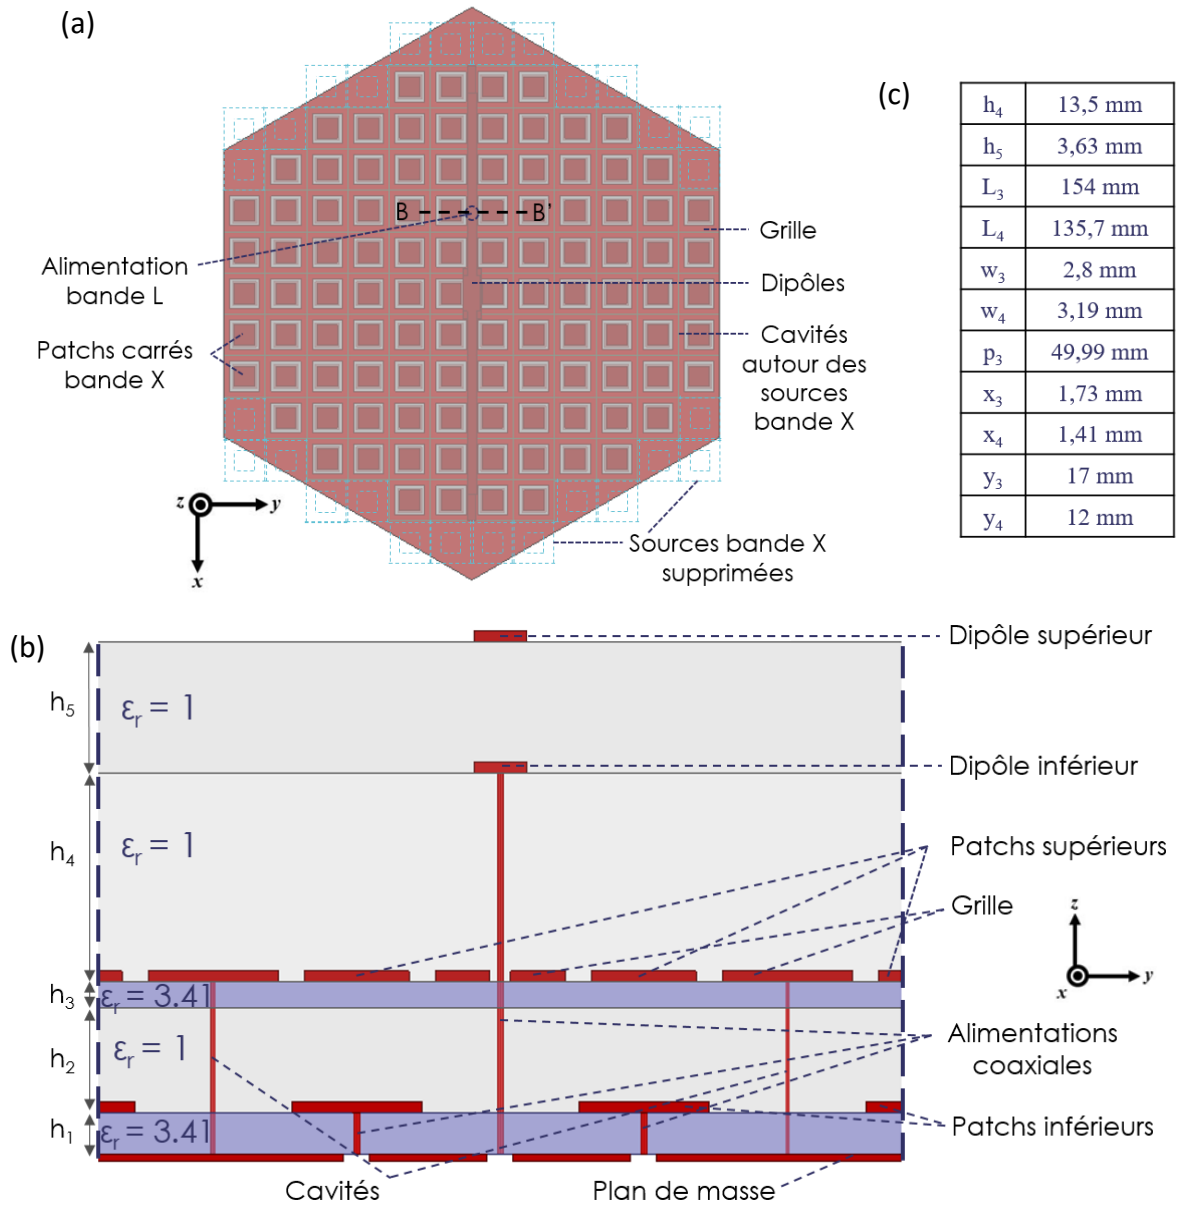 (a)
B
B'
Alimentation
bande L
Patchs carrés
bande X
Grille
Dipôles
Cavités
autour des
sources
bande X
Sources bande X
supprimées
z
y
x
(c)
h4 13,5 mm
h5 3,63 mm
L3 154 mm
L4 135,7 mm
w3 2,8 mm
w4 3,19 mm
p3 49,99 mm
x3 1,73 mm
x4 1,41 mm
y3 17 mm
y4 12 mm
(b)
h5
εr = 1
Dipôle supérieur
Dipôle inférieur
h4
εr = 1
Patchs supérieurs
Grille
h3
εr = 3.41
h2
εr = 1
Alimentations
coaxiales
h1
εr = 3.41
Patchs inférieurs
Cavités
Plan de masse
z
y
x